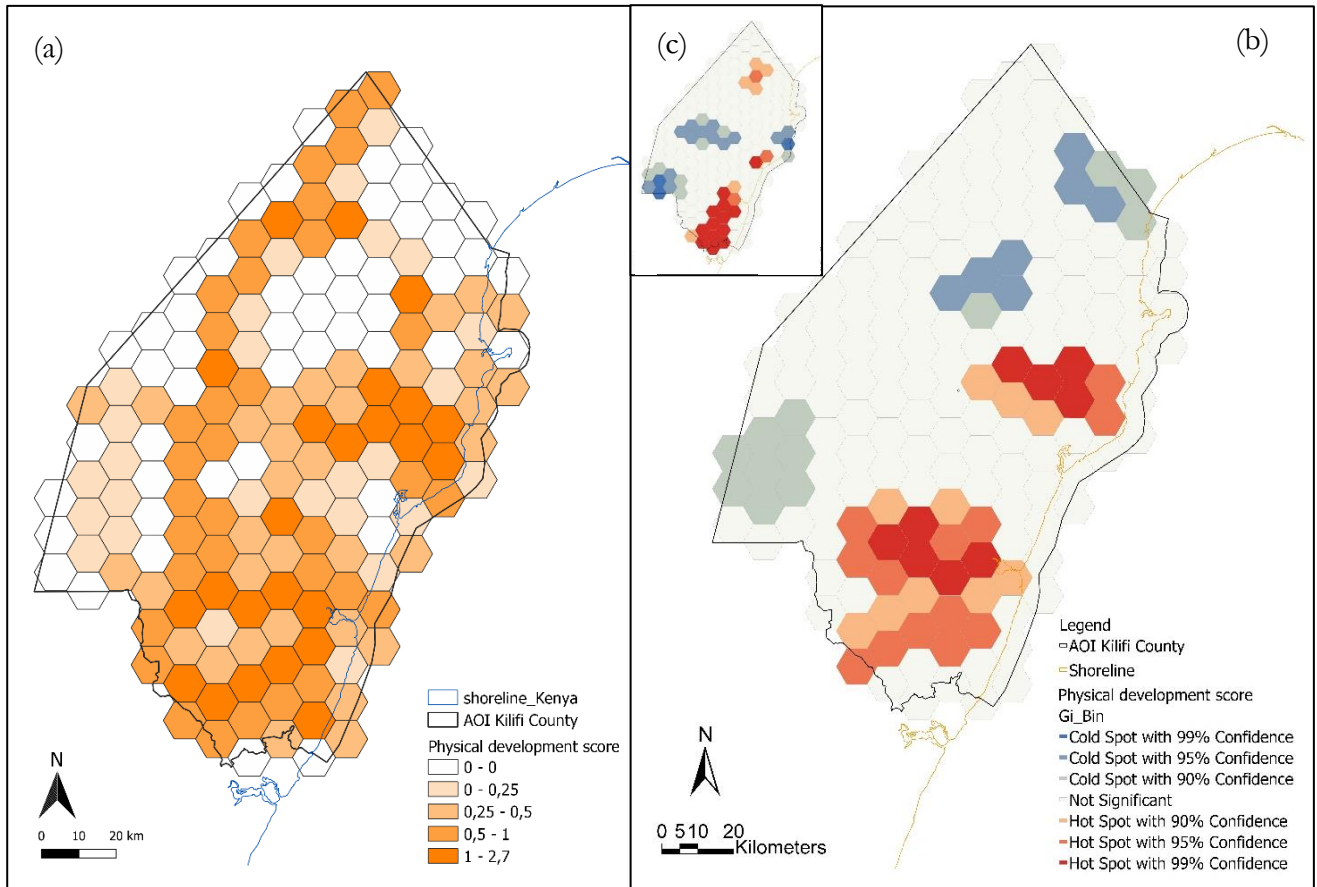 (a)
shoreline_Kenya
AOI Kilifi County
Physical development score
0 - 0
0 - 0,25
0,25 - 0,5
0,5 - 1
1 - 2,7
N
0 10 20 km
(c)
(b)
Legend
AOI Kilifi County
Shoreline
Physical development score
Gi_Bin
Cold Spot with 99% Confidence
Cold Spot with 95% Confidence
Cold Spot with 90% Confidence
Not Significant
Hot Spot with 90% Confidence
Hot Spot with 95% Confidence
Hot Spot with 99% Confidence
N
0 5 10 20
Kilometers